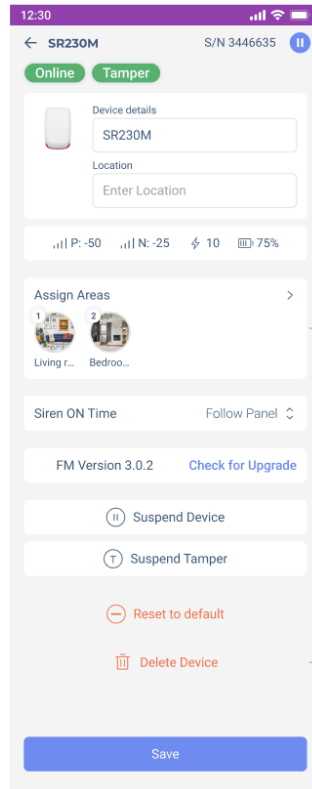 12:30
SR230M
S/N 3446635
Online
Tamper
Device details
SR230M
Location
Enter Location
P: -50
N: -25
10
75%
Assign Areas
1
2
Living r...
Bedroo...
Siren ON Time
Follow Panel
FM Version 3.0.2
Check for Upgrade
Suspend Device
T
Suspend Tamper
Reset to default
Delete Device
Save